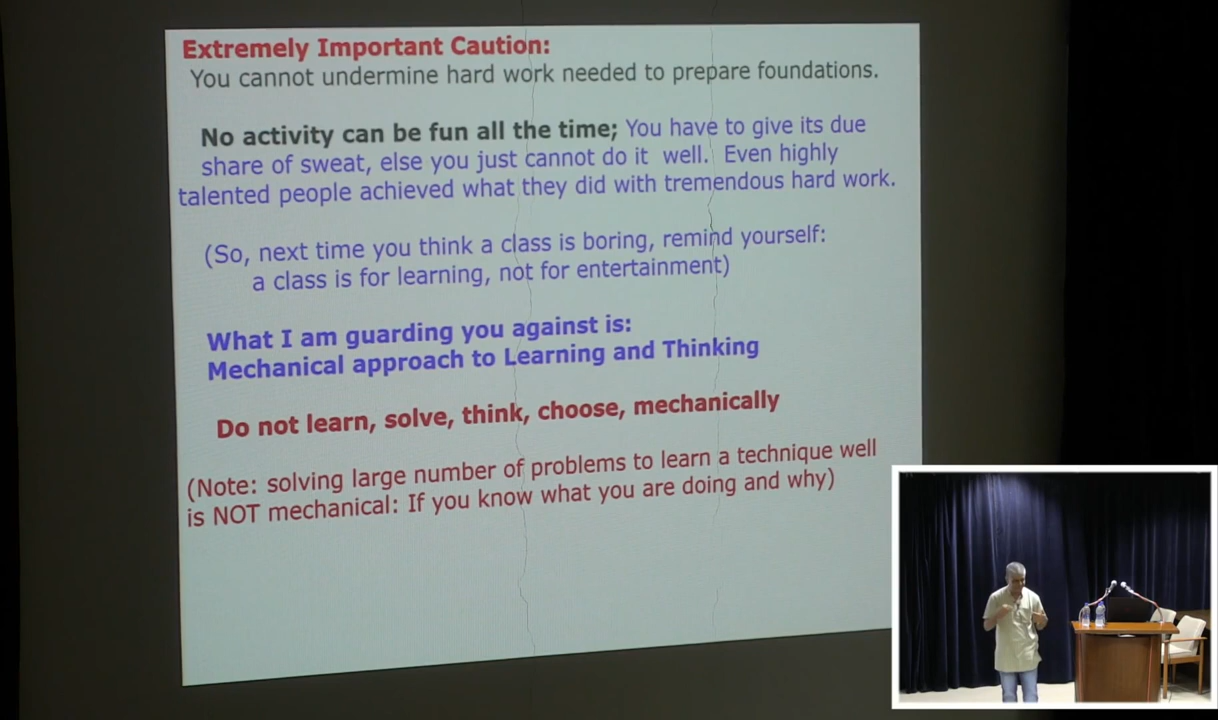 Extremely Important Caution:
You cannot undermine hard work needed to prepare foundations.
No activity can be fun all the time; You have to give its due
share of sweat, else you just cannot do it well. Even highly
talented people achieved what they did with tremendous hard work.
(So, next time you think a class is boring, remind yourself:
a class is for learning, not for entertainment)
What I am guarding you against is:
Mechanical approach to Learning and Thinking
Do not learn, solve, think, choose, mechanically
(Note: solving large number of problems to learn a technique well
is NOT mechanical: If you know what you are doing and why)